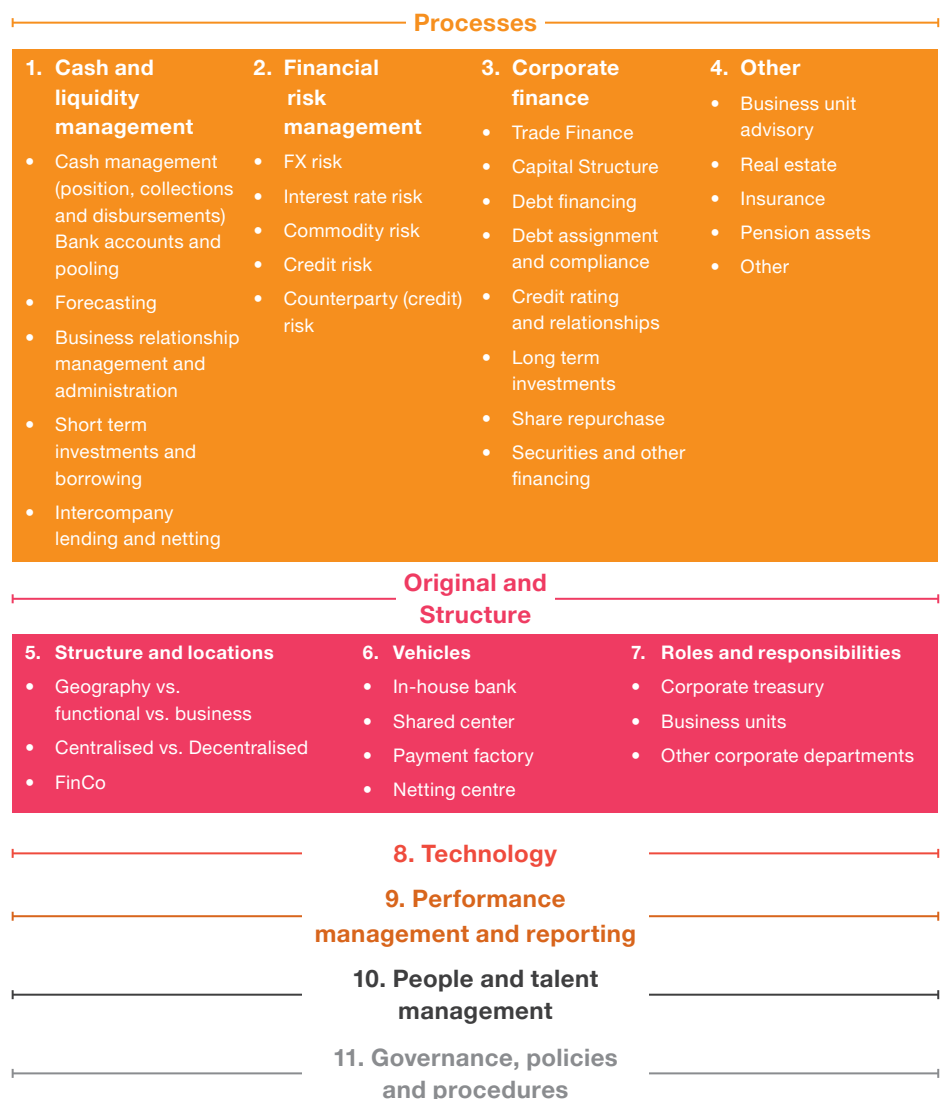 Processes
1. Cash and
liquidity
management
• Cash management
(position, collections
and disbursements)
Bank accounts and
pooling
• Forecasting
• Business relationship
management and
administration
• Short term
investments and
borrowing
• Intercompany
lending and netting
2. Financial
risk
management
• FX risk
• Interest rate risk
• Commodity risk
• Credit risk
• Counterparty (credit)
risk
3. Corporate
finance
• Trade Finance
• Capital Structure
• Debt financing
• Debt assignment
and compliance
• Credit rating
and relationships
• Long term
investments
• Share repurchase
• Securities and other
financing
4. Other
• Business unit
advisory
• Real estate
• Insurance
• Pension assets
• Other
Original and
Structure
5. Structure and locations
• Geography vs.
functional vs. business
• Centralised vs. Decentralised
• FinCo
6. Vehicles
• In-house bank
• Shared center
• Payment factory
• Netting centre
7. Roles and responsibilities
• Corporate treasury
• Business units
• Other corporate departments
8. Technology
9. Performance
management and reporting
10. People and talent
management
11. Governance, policies
and procedures